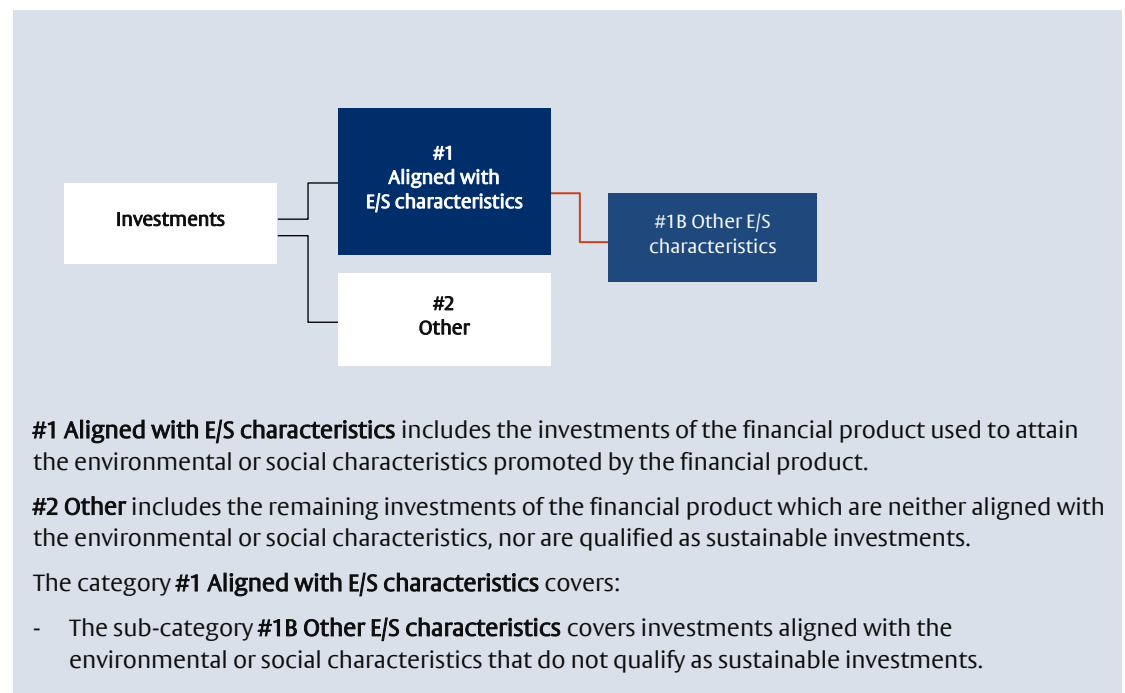 #1
Aligned with
E/S characteristics
Investments
#1B Other E/S
characteristics
#2
Other
#1 Aligned with E/S characteristics includes the investments of the financial product used to attain
the environmental or social characteristics promoted by the financial product.
#2 Other includes the remaining investments of the financial product which are neither aligned with
the environmental or social characteristics, nor are qualified as sustainable investments.
The category #1 Aligned with E/S characteristics covers:
- The sub-category #1B Other E/S characteristics covers investments aligned with the
environmental or social characteristics that do not qualify as sustainable investments.